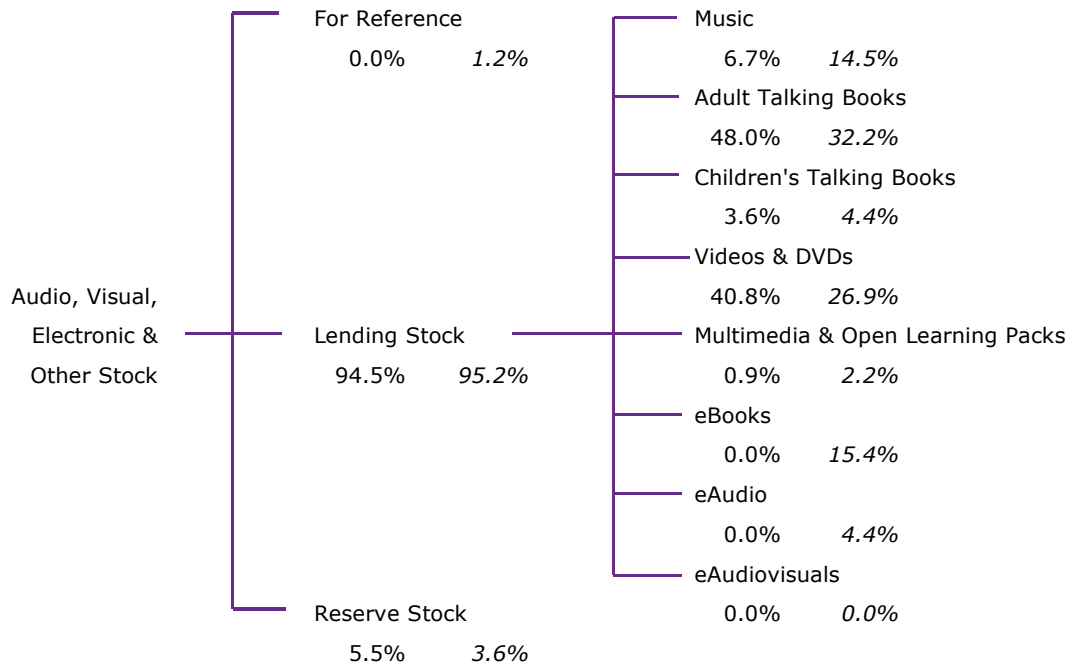 Audio, Visual,
Electronic &
Other Stock
For Reference
0.0% 1.2%
Lending Stock
94.5% 95.2%
Reserve Stock
5.5% 3.6%
Music
6.7% 14.5%
Adult Talking Books
48.0% 32.2%
Children's Talking Books
3.6% 4.4%
Videos & DVDs
40.8% 26.9%
Multimedia & Open Learning Packs
0.9% 2.2%
eBooks
0.0% 15.4%
eAudio
0.0% 4.4%
eAudiovisuals
0.0% 0.0%